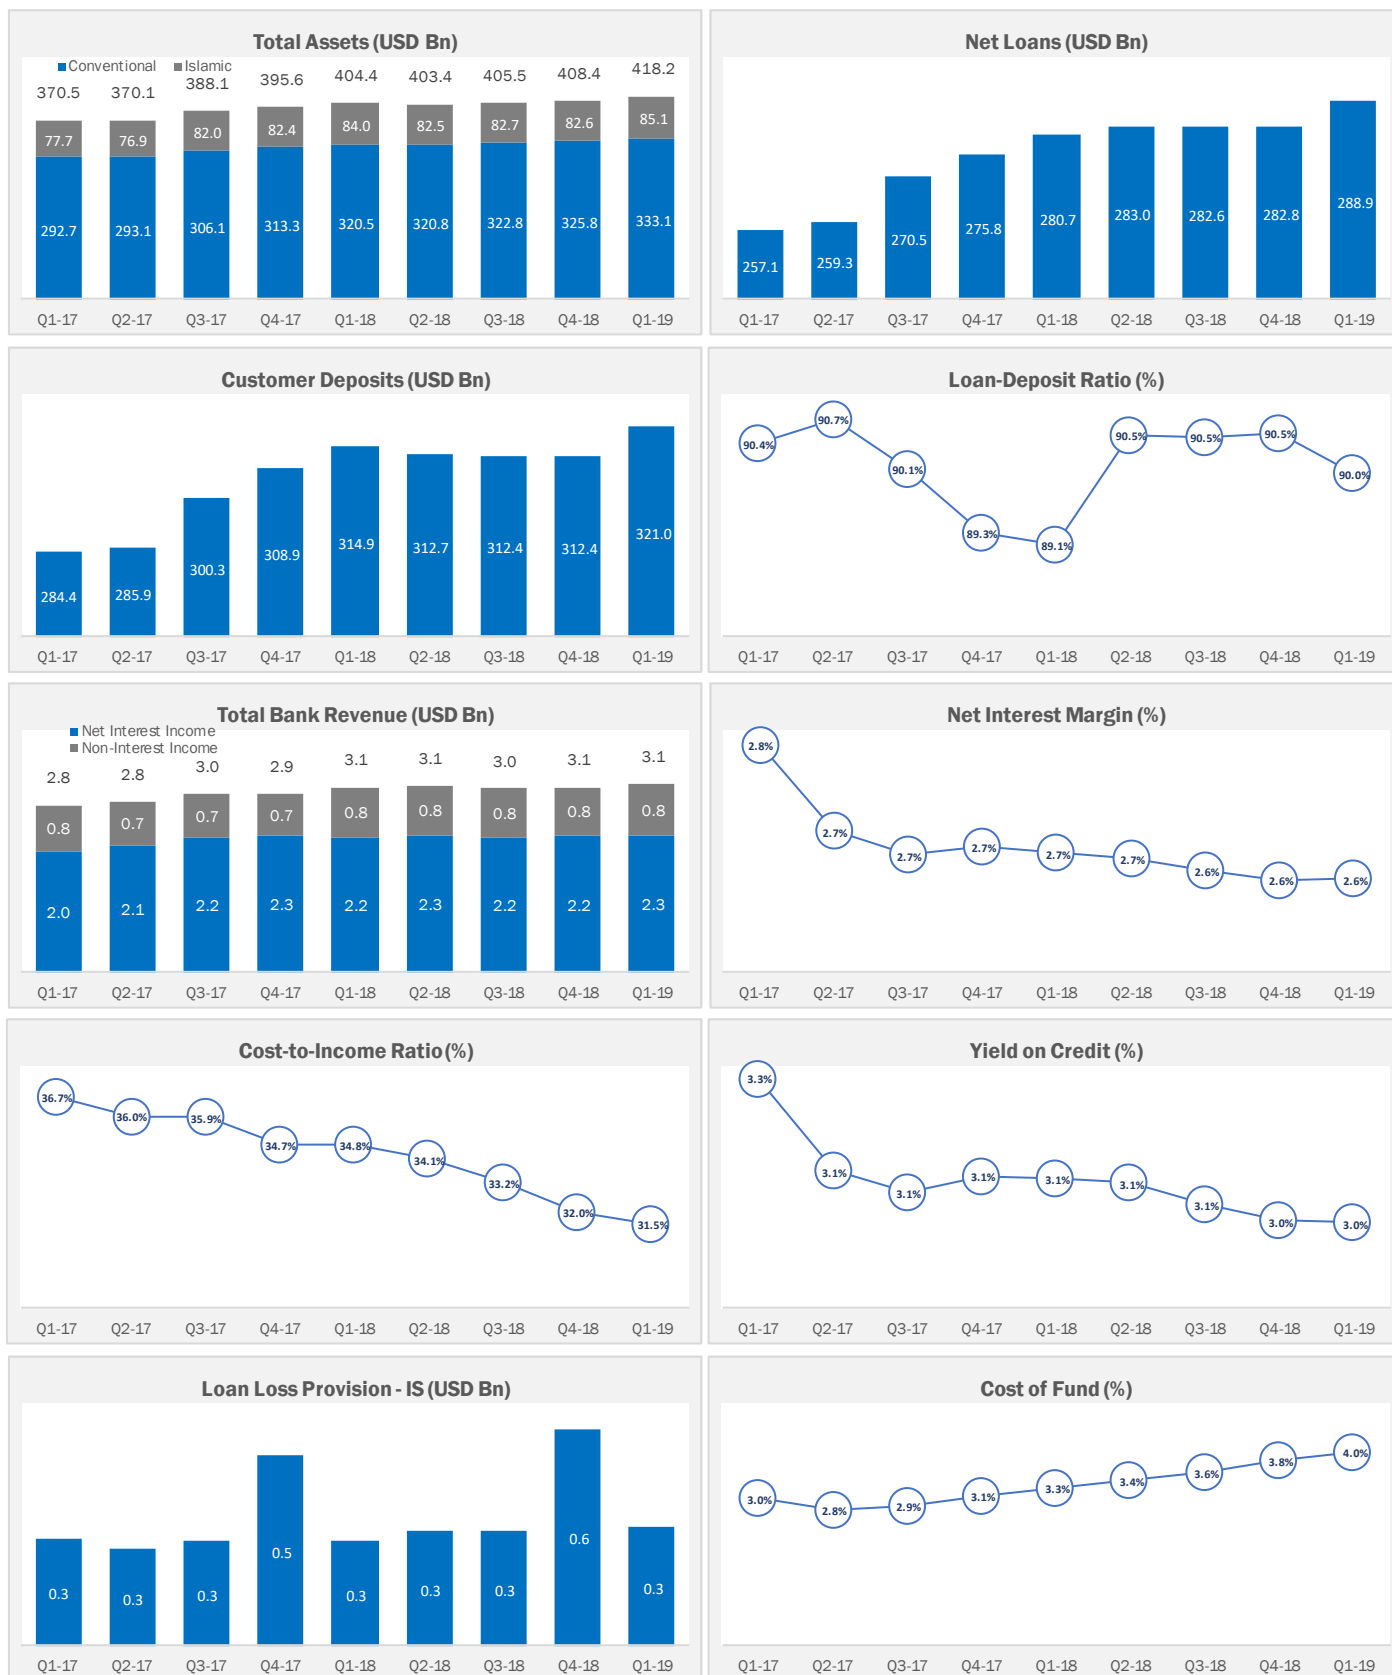 Total Assets (USD Bn)
Conventional Islamic
370.5 370.1 388.1 395.6 404.4 403.4 405.5 408.4 418.2
77.7 76.9 82.0 82.4 84.0 82.5 82.7 82.6 85.1
292.7 293.1 306.1 313.3 320.5 320.8 322.8 325.8 333.1
Q1-17 Q2-17 Q3-17 Q4-17 Q1-18 Q2-18 Q3-18 Q4-18 Q1-19
Net Loans (USD Bn)
257.1 259.3 270.5 275.8 280.7 283.0 282.6 282.8 288.9
Q1-17 Q2-17 Q3-17 Q4-17 Q1-18 Q2-18 Q3-18 Q4-18 Q1-19
Customer Deposits (USD Bn)
284.4 285.9 300.3 308.9 314.9 312.7 312.4 312.4 321.0
Q1-17 Q2-17 Q3-17 Q4-17 Q1-18 Q2-18 Q3-18 Q4-18 Q1-19
Loan-Deposit Ratio (%)
90.4% 90.7% 90.1% 89.3% 89.1% 90.5% 90.5% 90.5% 90.0%
Q1-17 Q2-17 Q3-17 Q4-17 Q1-18 Q2-18 Q3-18 Q4-18 Q1-19
Total Bank Revenue (USD Bn)
Net Interest Income
Non-Interest Income
2.8 2.8 3.0 2.9 3.1 3.1 3.0 3.1 3.1
0.8 0.7 0.7 0.7 0.8 0.8 0.8 0.8 0.8
2.0 2.1 2.2 2.3 2.2 2.3 2.2 2.2 2.3
Q1-17 Q2-17 Q3-17 Q4-17 Q1-18 Q2-18 Q3-18 Q4-18 Q1-19
Net Interest Margin (%)
2.8% 2.7% 2.7% 2.7% 2.7% 2.7% 2.6% 2.6% 2.6%
Q1-17 Q2-17 Q3-17 Q4-17 Q1-18 Q2-18 Q3-18 Q4-18 Q1-19
Cost-to-Income Ratio (%)
36.7% 36.0% 35.9% 34.7% 34.8% 34.1% 33.2% 32.0% 31.5%
Q1-17 Q2-17 Q3-17 Q4-17 Q1-18 Q2-18 Q3-18 Q4-18 Q1-19
Yield on Credit (%)
3.3% 3.1% 3.1% 3.1% 3.1% 3.1% 3.1% 3.0% 3.0%
Q1-17 Q2-17 Q3-17 Q4-17 Q1-18 Q2-18 Q3-18 Q4-18 Q1-19
Loan Loss Provision - IS (USD Bn)
0.3 0.3 0.3 0.5 0.3 0.3 0.3 0.6 0.3
Q1-17 Q2-17 Q3-17 Q4-17 Q1-18 Q2-18 Q3-18 Q4-18 Q1-19
Cost of Fund (%)
3.0% 2.8% 2.9% 3.1% 3.3% 3.4% 3.6% 3.8% 4.0%
Q1-17 Q2-17 Q3-17 Q4-17 Q1-18 Q2-18 Q3-18 Q4-18 Q1-19